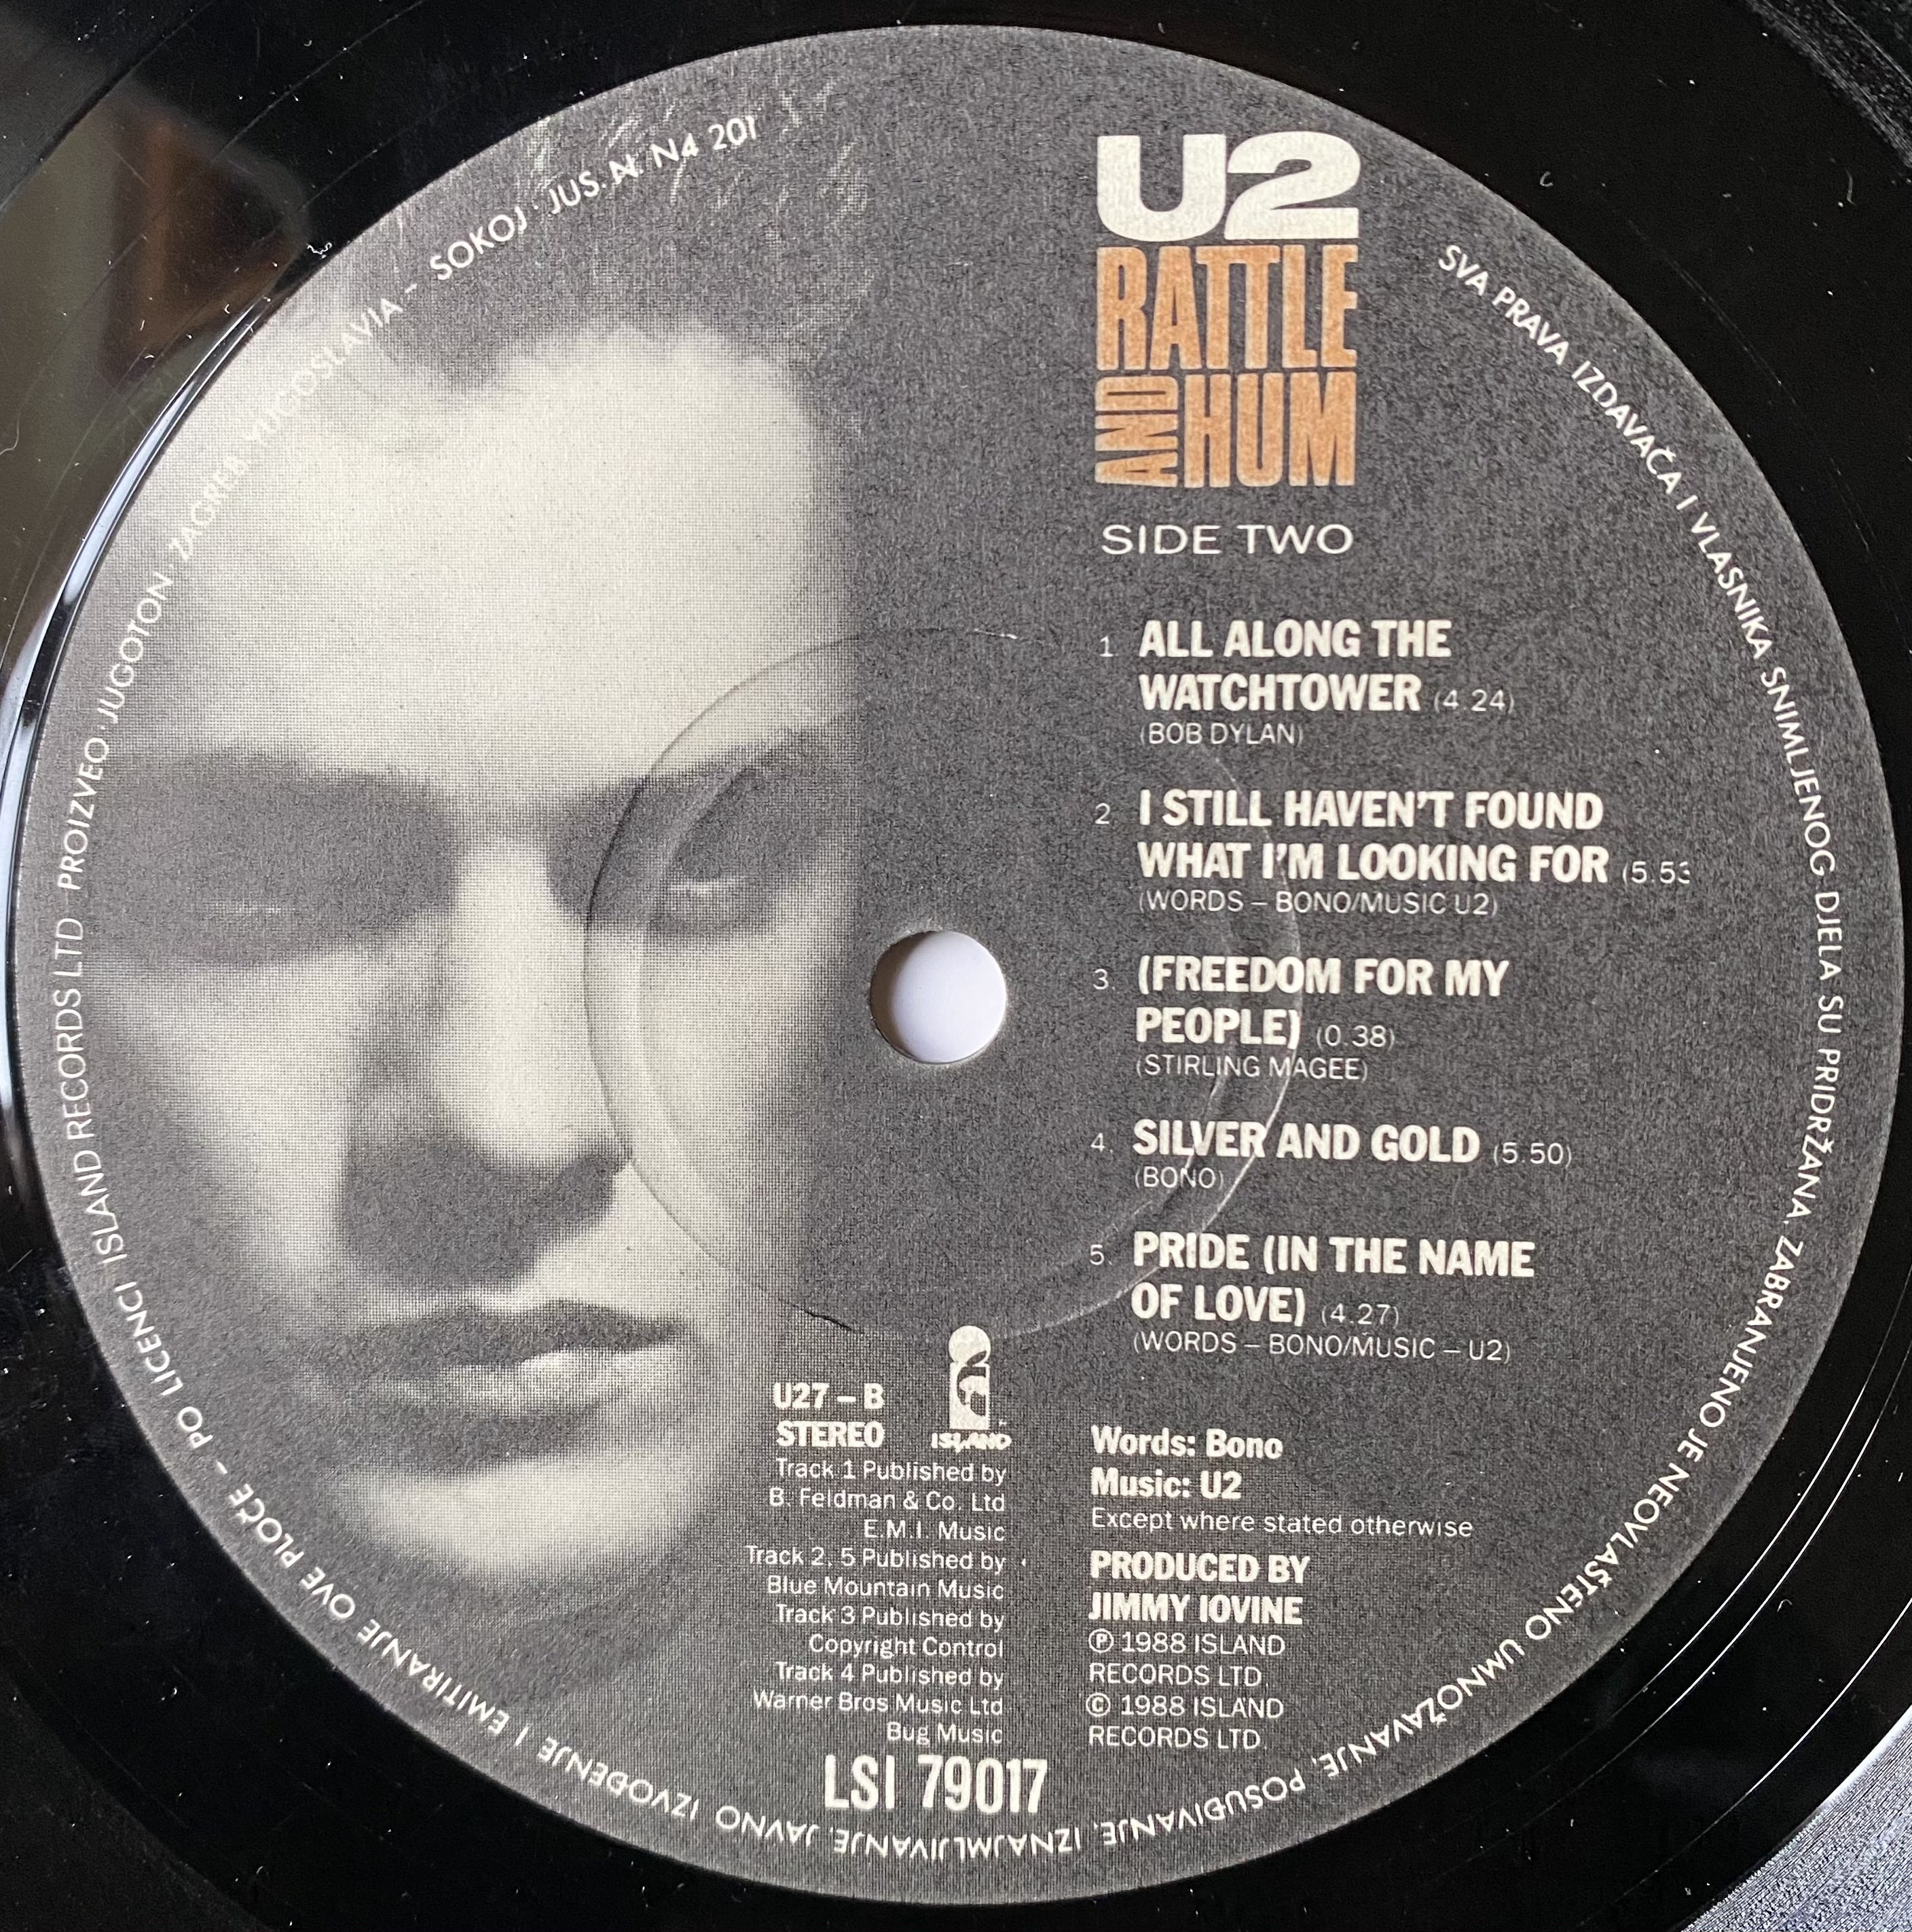 U2
RATTLE
AND HUM
SIDE TWO
1 ALL ALONG THE
WATCHTOWER (4.24)
(BOB DYLAN)
2 I STILL HAVEN'T FOUND
WHAT I'M LOOKING FOR (5.53
(WORDS – BONO/MUSIC U2)
3. (FREEDOM FOR MY
PEOPLE) (0.38)
(STIRLING MAGEE)
4. SILVER AND GOLD (5.50)
(BONO)
5. PRIDE (IN THE NAME
OF LOVE) (4.27)
(WORDS – BONO/MUSIC – U2)
U27 – B
STEREO
ISLAND
Track 1 Published by
B. Feldman & Co. Ltd
E.M.I. Music
Track 2, 5 Published by
Blue Mountain Music
Track 3 Published by
Copyright Control
Track 4 Published by
Warner Bros Music Ltd
Bug Music
LSI 79017
Words: Bono
Music: U2
Except where stated otherwise
PRODUCED BY
JIMMY IOVINE
℗ 1988 ISLAND
RECORDS LTD.
© 1988 ISLAND
RECORDS LTD.
SVA PRAVA IZDAVAČA I VLASNIKA SNIMLJENOG DJELA SU PRIDRŽANA. ZABRANJENO JE NEOVLAŠTENO UMNOŽAVANJE, POSUĐIVANJE, IZNAJMLJIVANJE, JAVNO IZVOĐENJE I EMITIRANJE OVE PLOČE – PO LICENCI ISLAND RECORDS LTD PROIZVEO JUGOTON · ZAGREB YUGOSLAVIA – SOKOJ · JUS. N. N4 201